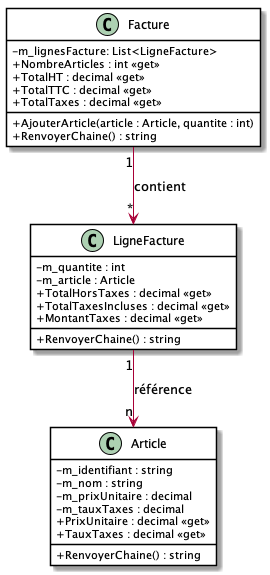 C Facture
-m_lignesFacture: List<LigneFacture>
+NombreArticles : int «get»
+TotalHT : decimal «get»
+TotalTTC : decimal «get»
+TotalTaxes : decimal «get»
+AjouterArticle(article : Article, quantite : int)
+RenvoyerChaine() : string
1
contient
*
C LigneFacture
-m_quantite : int
-m_article : Article
+TotalHorsTaxes : decimal «get»
+TotalTaxesIncluses : decimal «get»
+MontantTaxes : decimal «get»
+RenvoyerChaine() : string
1
référence
n
C Article
-m_identifiant : string
-m_nom : string
-m_prixUnitaire : decimal
-m_tauxTaxes : decimal
+PrixUnitaire : decimal «get»
+TauxTaxes : decimal «get»
+RenvoyerChaine() : string